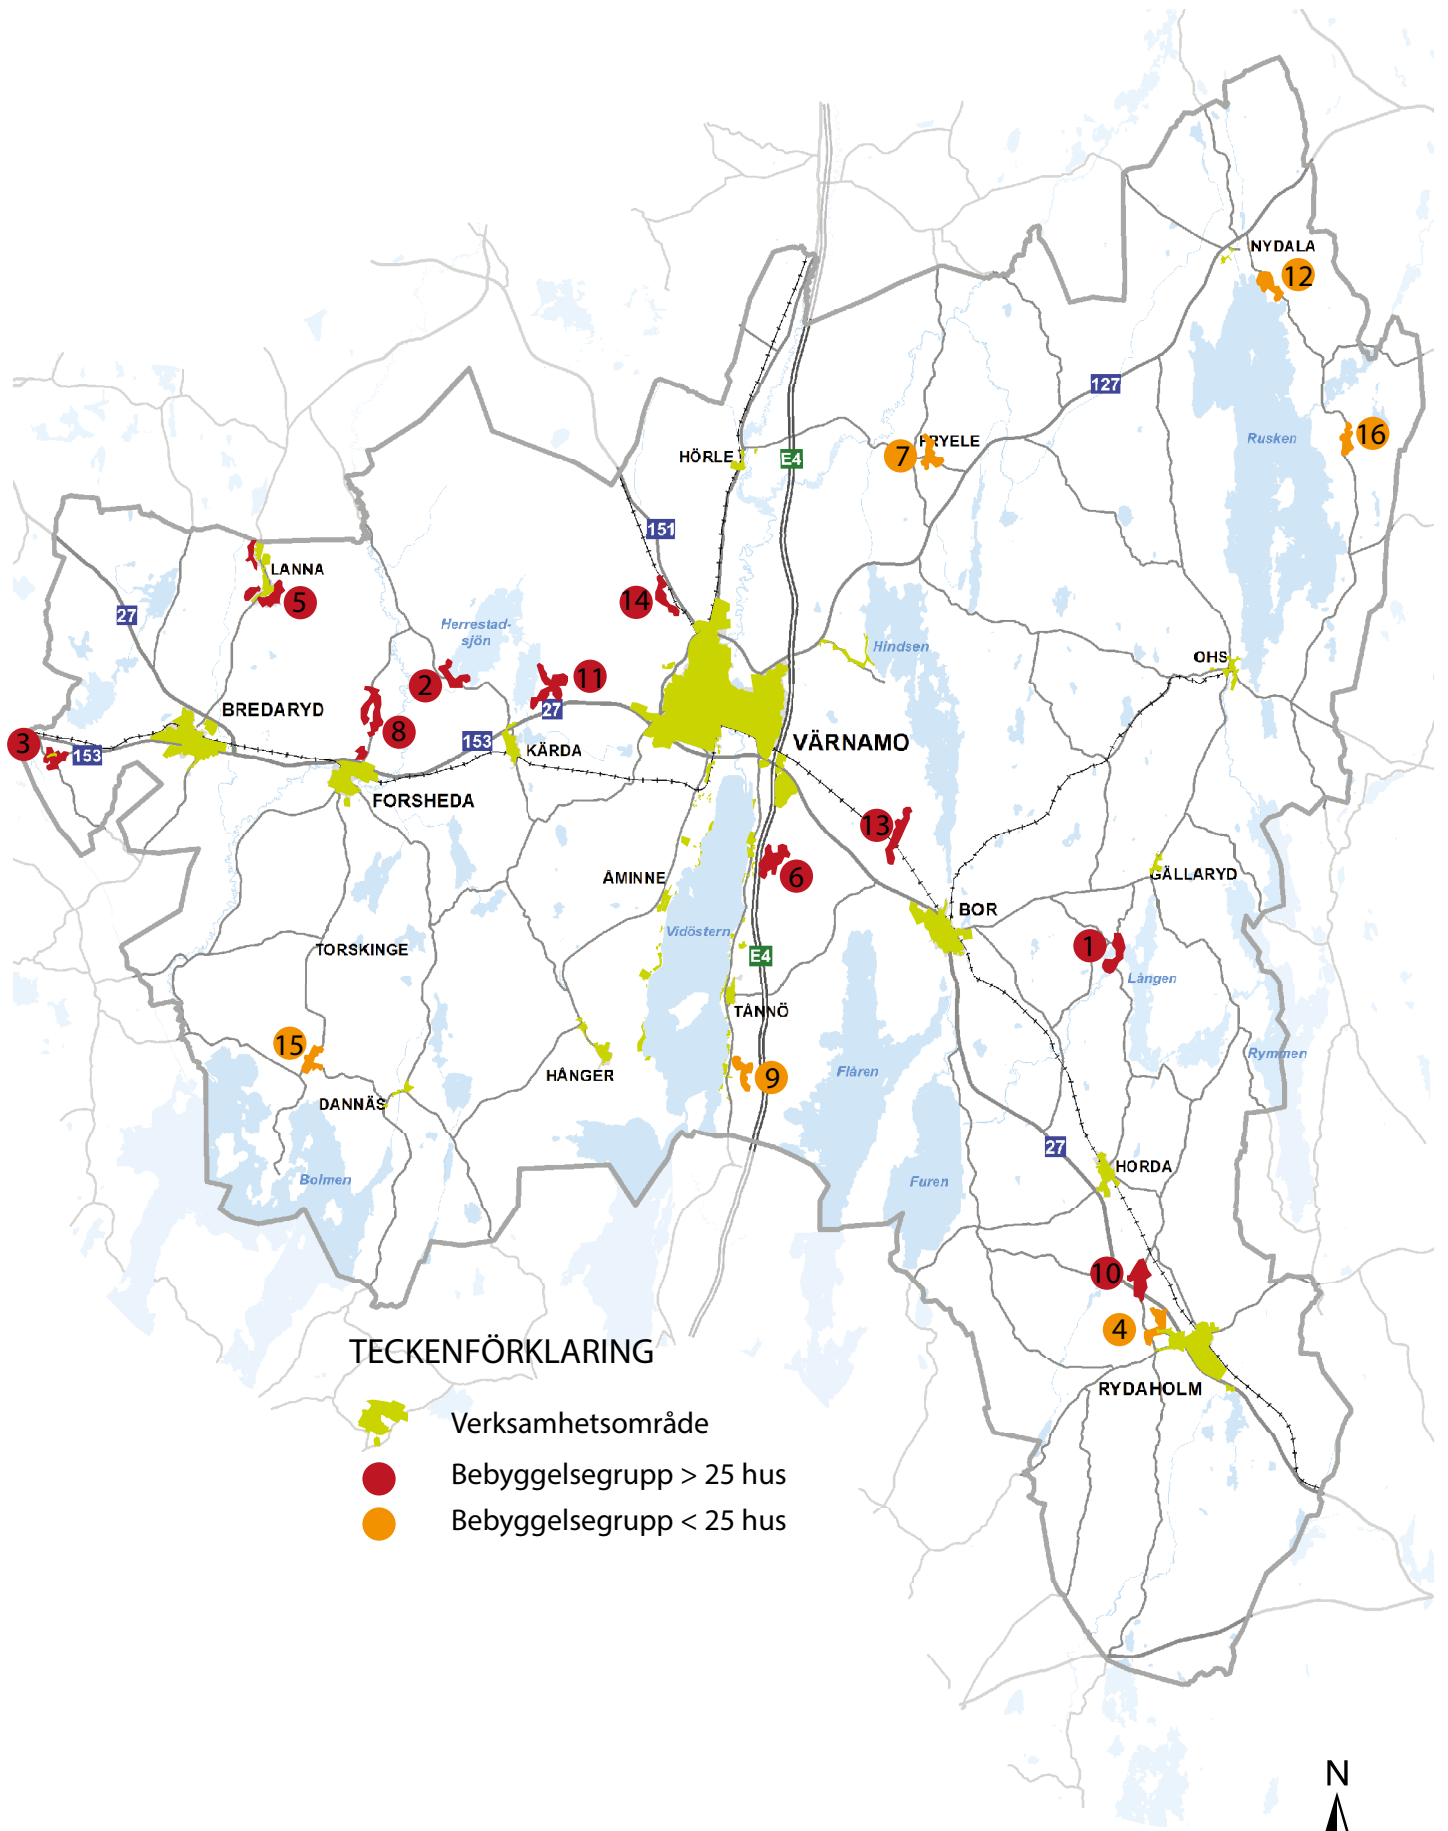 NYDALA
12
127
Rusken
16
HÖRLE
E4
7
FRYELE
151
LANNA
5
14
27
Herrestad-
sjön
Hindsen
OHS
2
11
27
BREDARYD
8
3
153
153
KÄRDA
VÄRNAMO
FORSHEDA
13
6
ÅMINNE
GÄLLARYD
BOR
Vidöstern
TORSKINGE
E4
1
Lången
TÅNNÖ
15
Rymmen
HÅNGER
9
Flåren
DANNÄS
27
HORDA
Bolmen
Furen
10
4
RYDAHOLM
TECKENFÖRKLARING
Verksamhetsområde
Bebyggelsegrupp > 25 hus
Bebyggelsegrupp < 25 hus
N